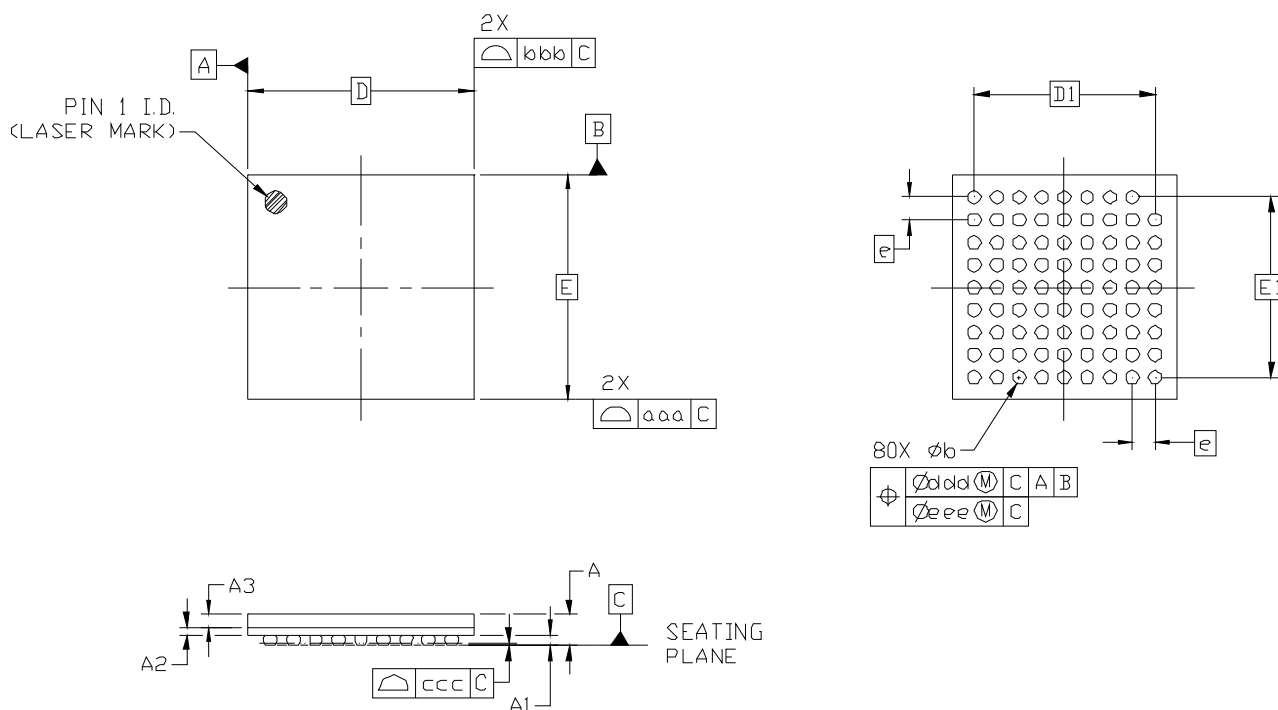 2X
bbb C
A
D
PIN 1 I.D.
(LASER MARK)
B
E
2X
aaa C
D1
e
E1
80X Øb
e
Øddd Ⓜ C A B
Øeee Ⓜ C
A3
A
C
SEATING
PLANE
A2
ccc C
A1